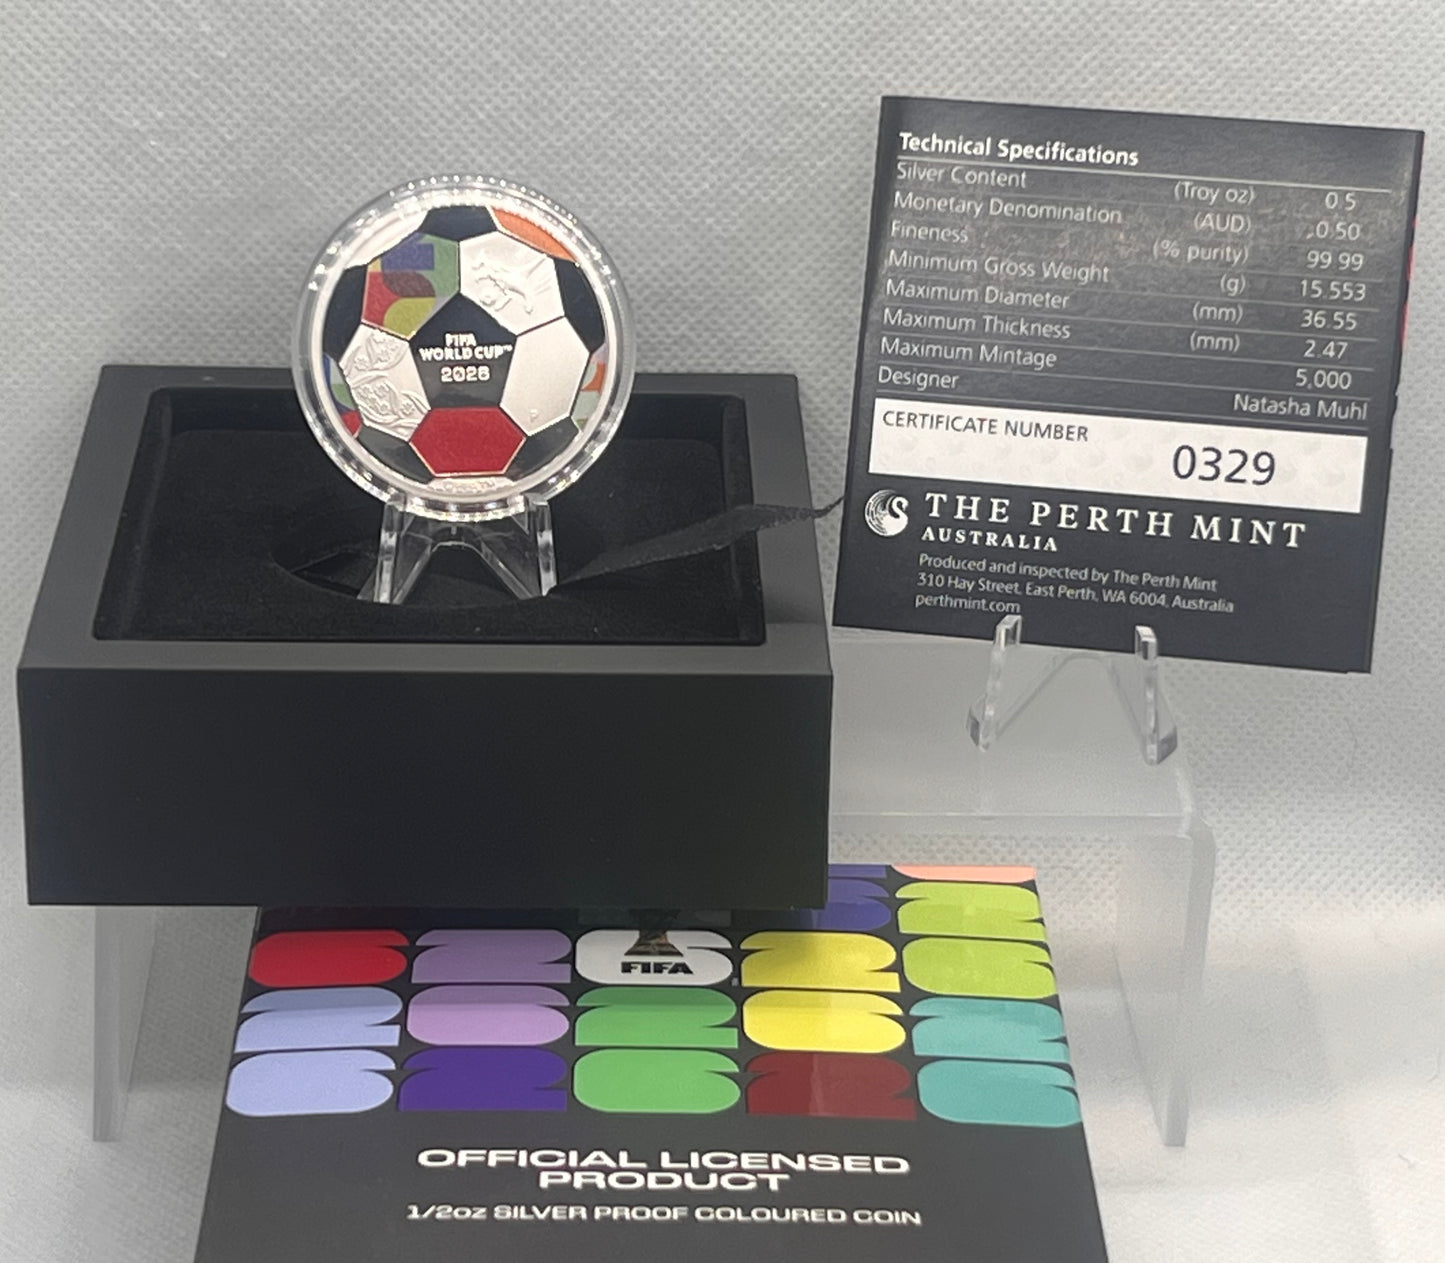 FIFA
WORLD CUP™
2026
P
Technical Specifications
Silver Content (Troy oz) 0.5
Monetary Denomination (AUD) 0.50
Fineness (% purity) 99.99
Minimum Gross Weight (g) 15.553
Maximum Diameter (mm) 36.55
Maximum Thickness (mm) 2.47
Maximum Mintage 5,000
Designer Natasha Muhl
CERTIFICATE NUMBER
0329
THE PERTH MINT
AUSTRALIA
Produced and inspected by The Perth Mint
310 Hay Street, East Perth, WA 6004, Australia
perthmint.com
FIFA
OFFICIAL LICENSED
PRODUCT
1/2oz SILVER PROOF COLOURED COIN